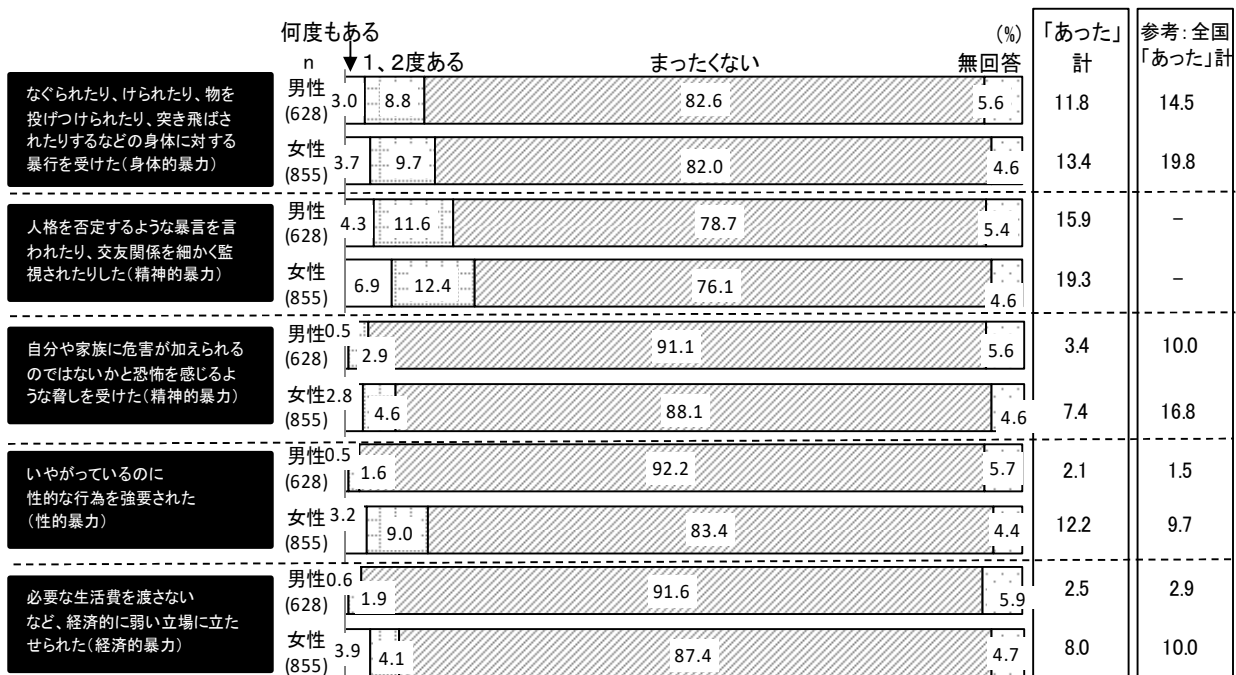 何度もある
(%)
「あった」
計
参考:全国
「あった」計
n
1、2度ある
まったくない
無回答
なぐられたり、けられたり、物を
投げつけられたり、突き飛ばさ
れたりするなどの身体に対する
暴行を受けた(身体的暴力)
男性
(628)
3.0
8.8
82.6
5.6
11.8
14.5
女性
(855)
3.7
9.7
82.0
4.6
13.4
19.8
人格を否定するような暴言を言
われたり、交友関係を細かく監
視されたりした(精神的暴力)
男性
(628)
4.3
11.6
78.7
5.4
15.9
−
女性
(855)
6.9
12.4
76.1
4.6
19.3
−
自分や家族に危害が加えられる
のではないかと恐怖を感じるよ
うな脅しを受けた(精神的暴力)
男性
(628)
0.5
2.9
91.1
5.6
3.4
10.0
女性
(855)
2.8
4.6
88.1
4.6
7.4
16.8
いやがっているのに
性的な行為を強要された
(性的暴力)
男性
(628)
0.5
1.6
92.2
5.7
2.1
1.5
女性
(855)
3.2
9.0
83.4
4.4
12.2
9.7
必要な生活費を渡さない
など、経済的に弱い立場に立た
せられた(経済的暴力)
男性
(628)
0.6
1.9
91.6
5.9
2.5
2.9
女性
(855)
3.9
4.1
87.4
4.7
8.0
10.0